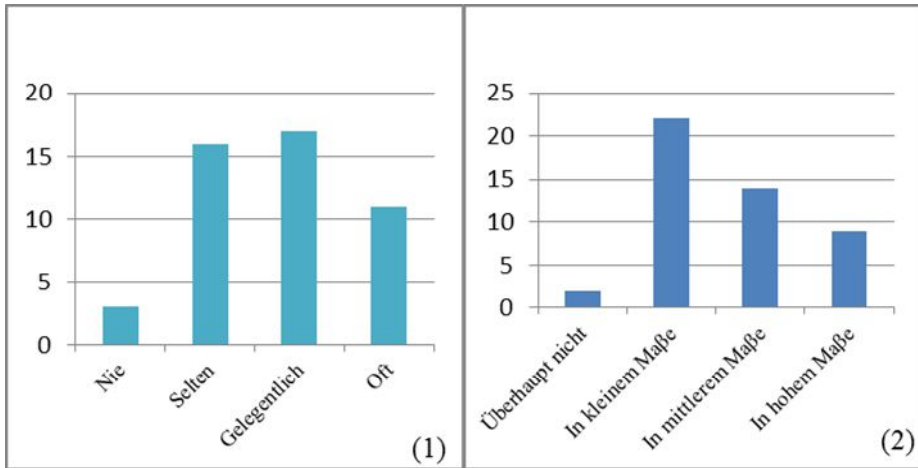 20
15
10
5
0
Nie
Selten
Gelegentlich
Oft
(1)
25
20
15
10
5
0
Überhaupt nicht
In kleinem Maße
In mittlerem Maße
In hohem Maße
(2)